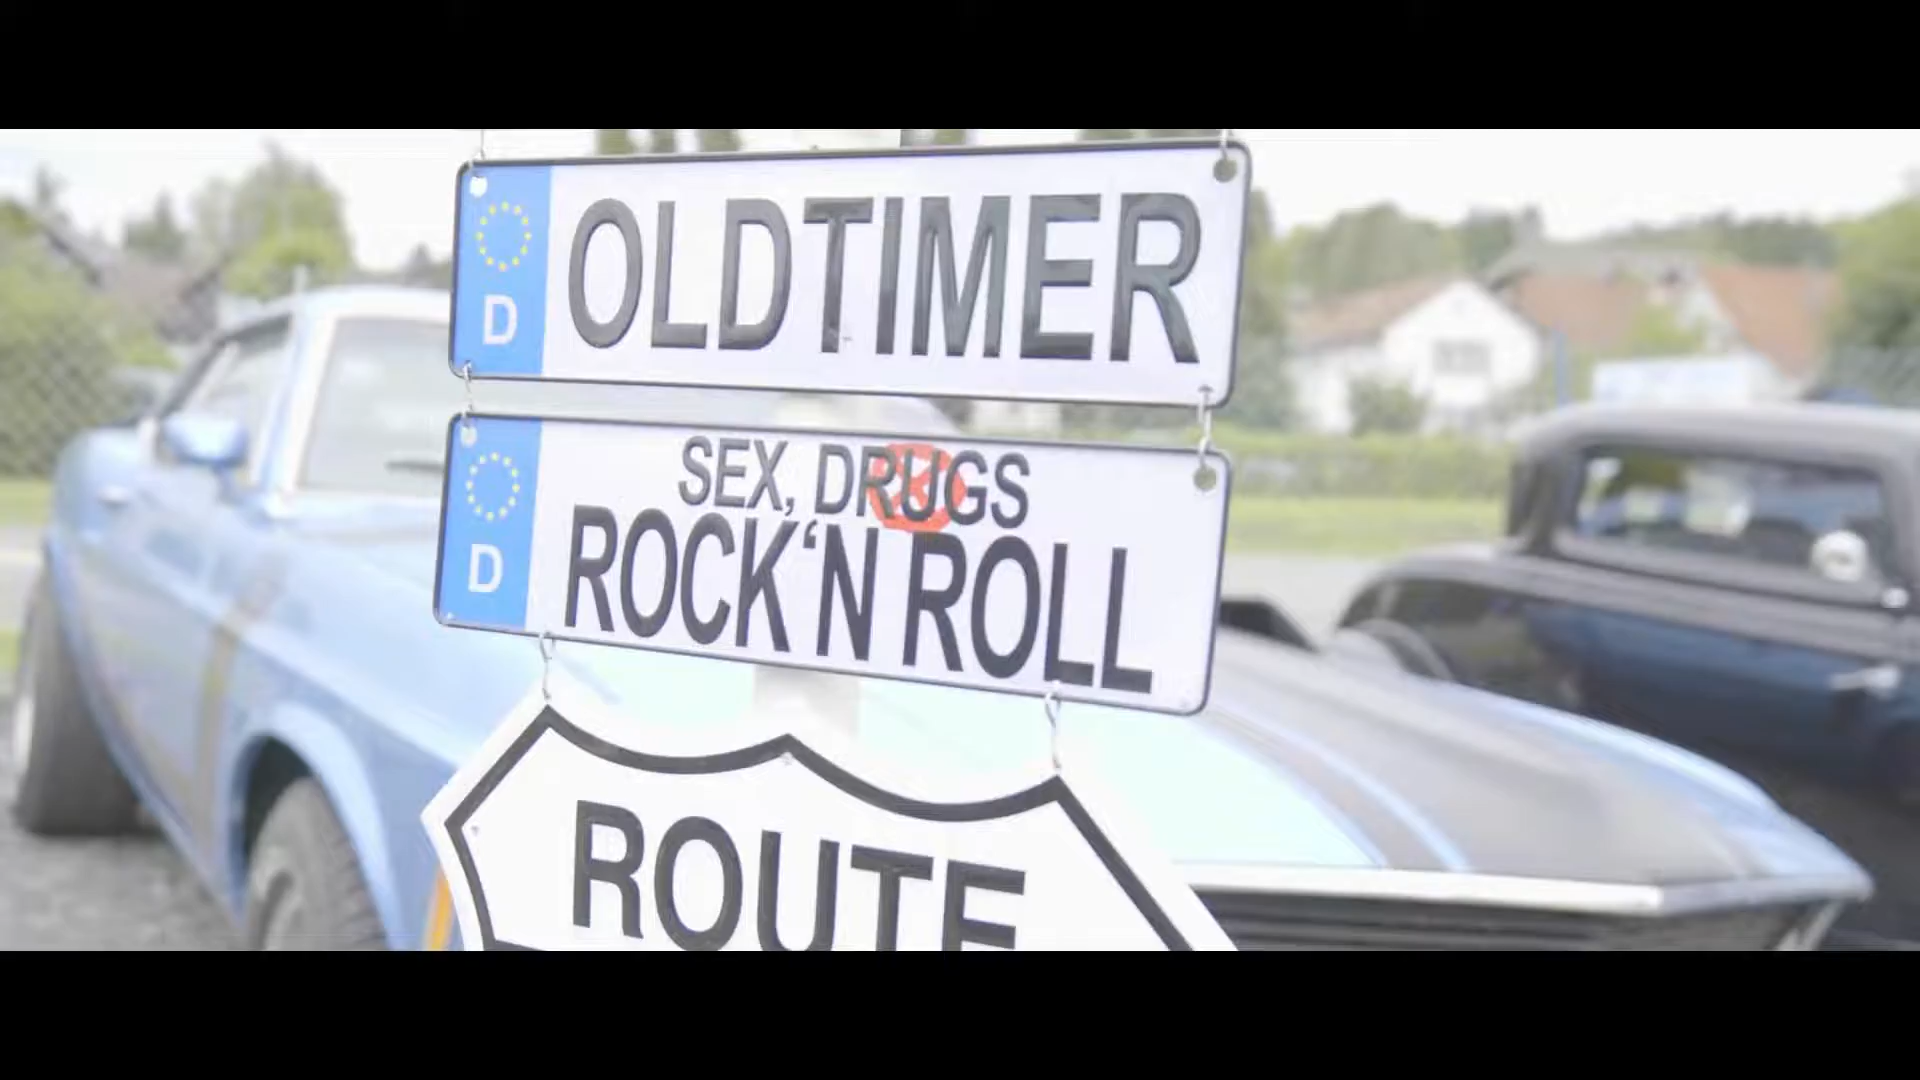 D
OLDTIMER
D
SEX, DRUGS
ROCK‘N ROLL
ROUTE